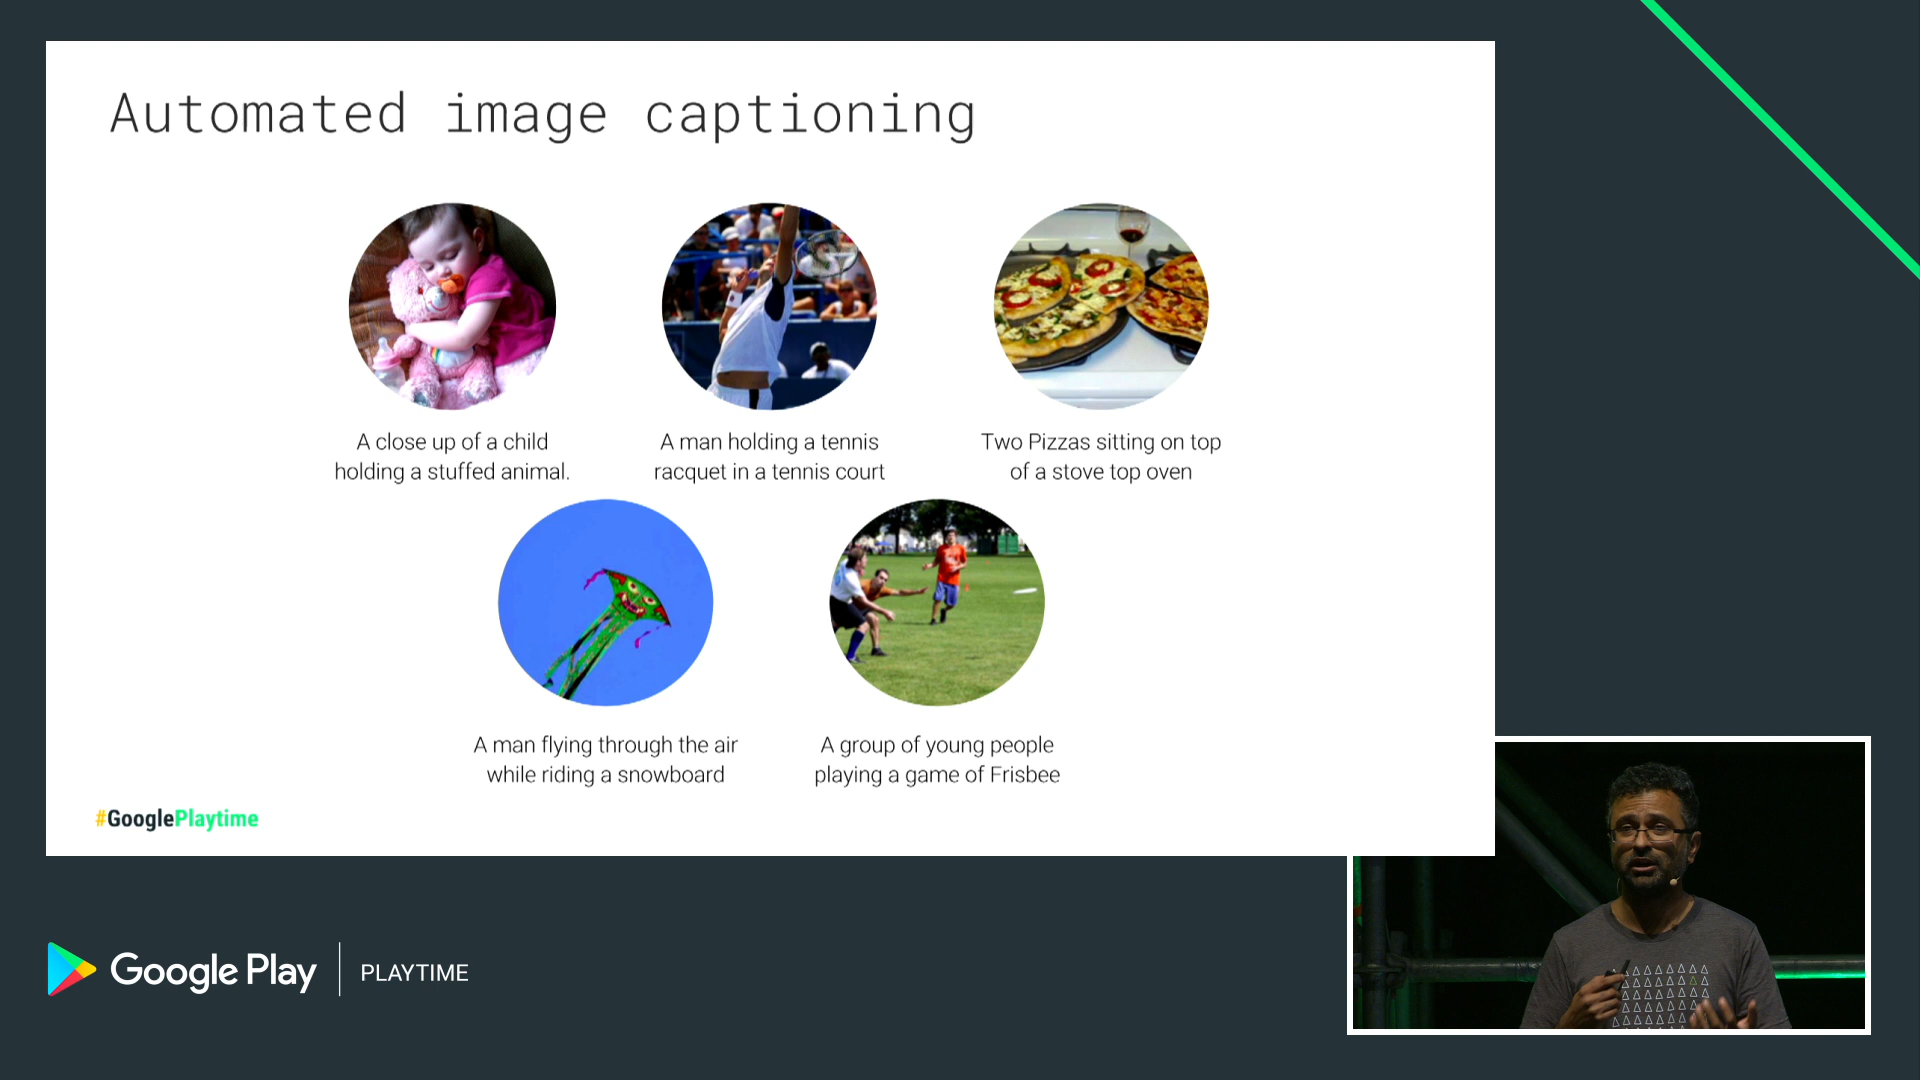 Automated image captioning
A close up of a child
holding a stuffed animal.
A man holding a tennis
racquet in a tennis court
Two Pizzas sitting on top
of a stove top oven
A man flying through the air
while riding a snowboard
A group of young people
playing a game of Frisbee
#GooglePlaytime
Google Play
PLAYTIME